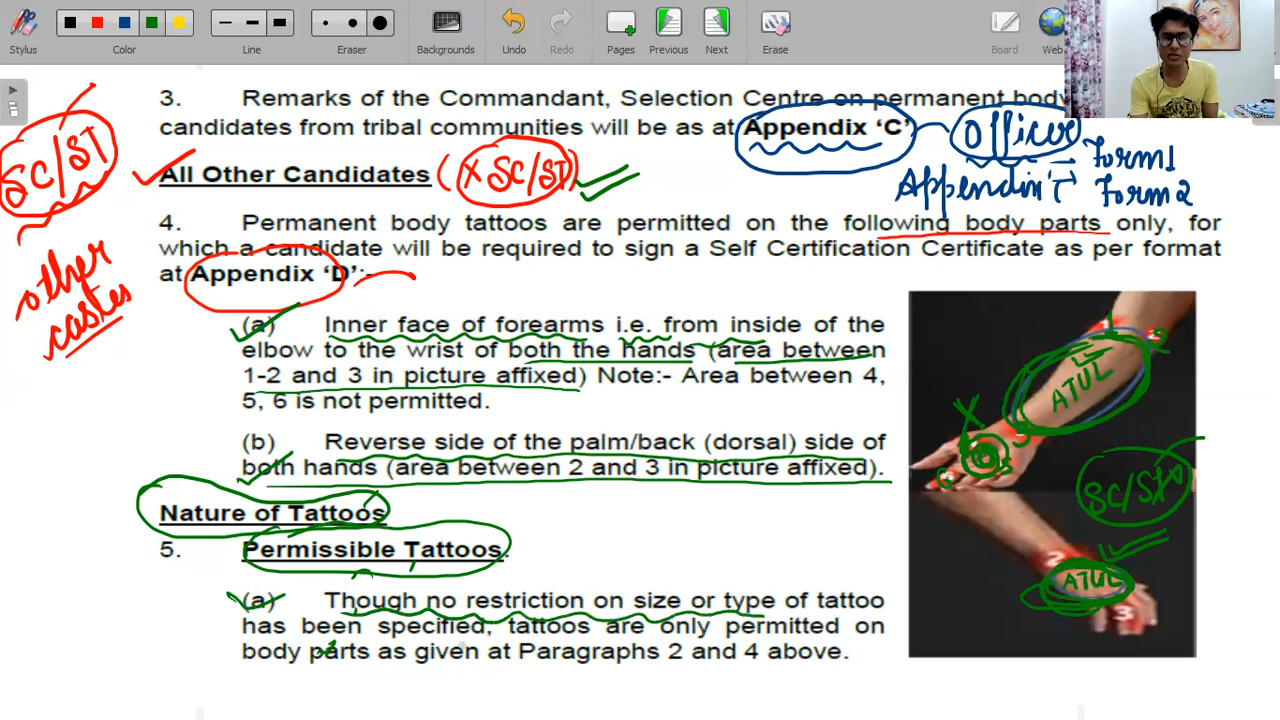 Stylus
Color
Line
Eraser
Backgrounds
Undo
Redo
Pages
Previous
Next
Erase
Board
Web
3. Remarks of the Commandant, Selection Centre on permanent body
candidates from tribal communities will be as at Appendix 'C'
Officer
Form 1
Appendix
Form 2
SC/ST
All Other Candidates (X SC/ST)
other
castes
4. Permanent body tattoos are permitted on the following body parts only, for
which a candidate will be required to sign a Self Certification Certificate as per format
at Appendix 'D':-
(a) Inner face of forearms i.e. from inside of the
elbow to the wrist of both the hands (area between
1-2 and 3 in picture affixed) Note:- Area between 4,
5, 6 is not permitted.
(b) Reverse side of the palm/back (dorsal) side of
both hands (area between 2 and 3 in picture affixed).
Nature of Tattoos
5. Permissible Tattoos.
(a) Though no restriction on size or type of tattoo
has been specified, tattoos are only permitted on
body parts as given at Paragraphs 2 and 4 above.
1
2
ATUL
X
3
5
6
SC/ST
2
ATUL
3